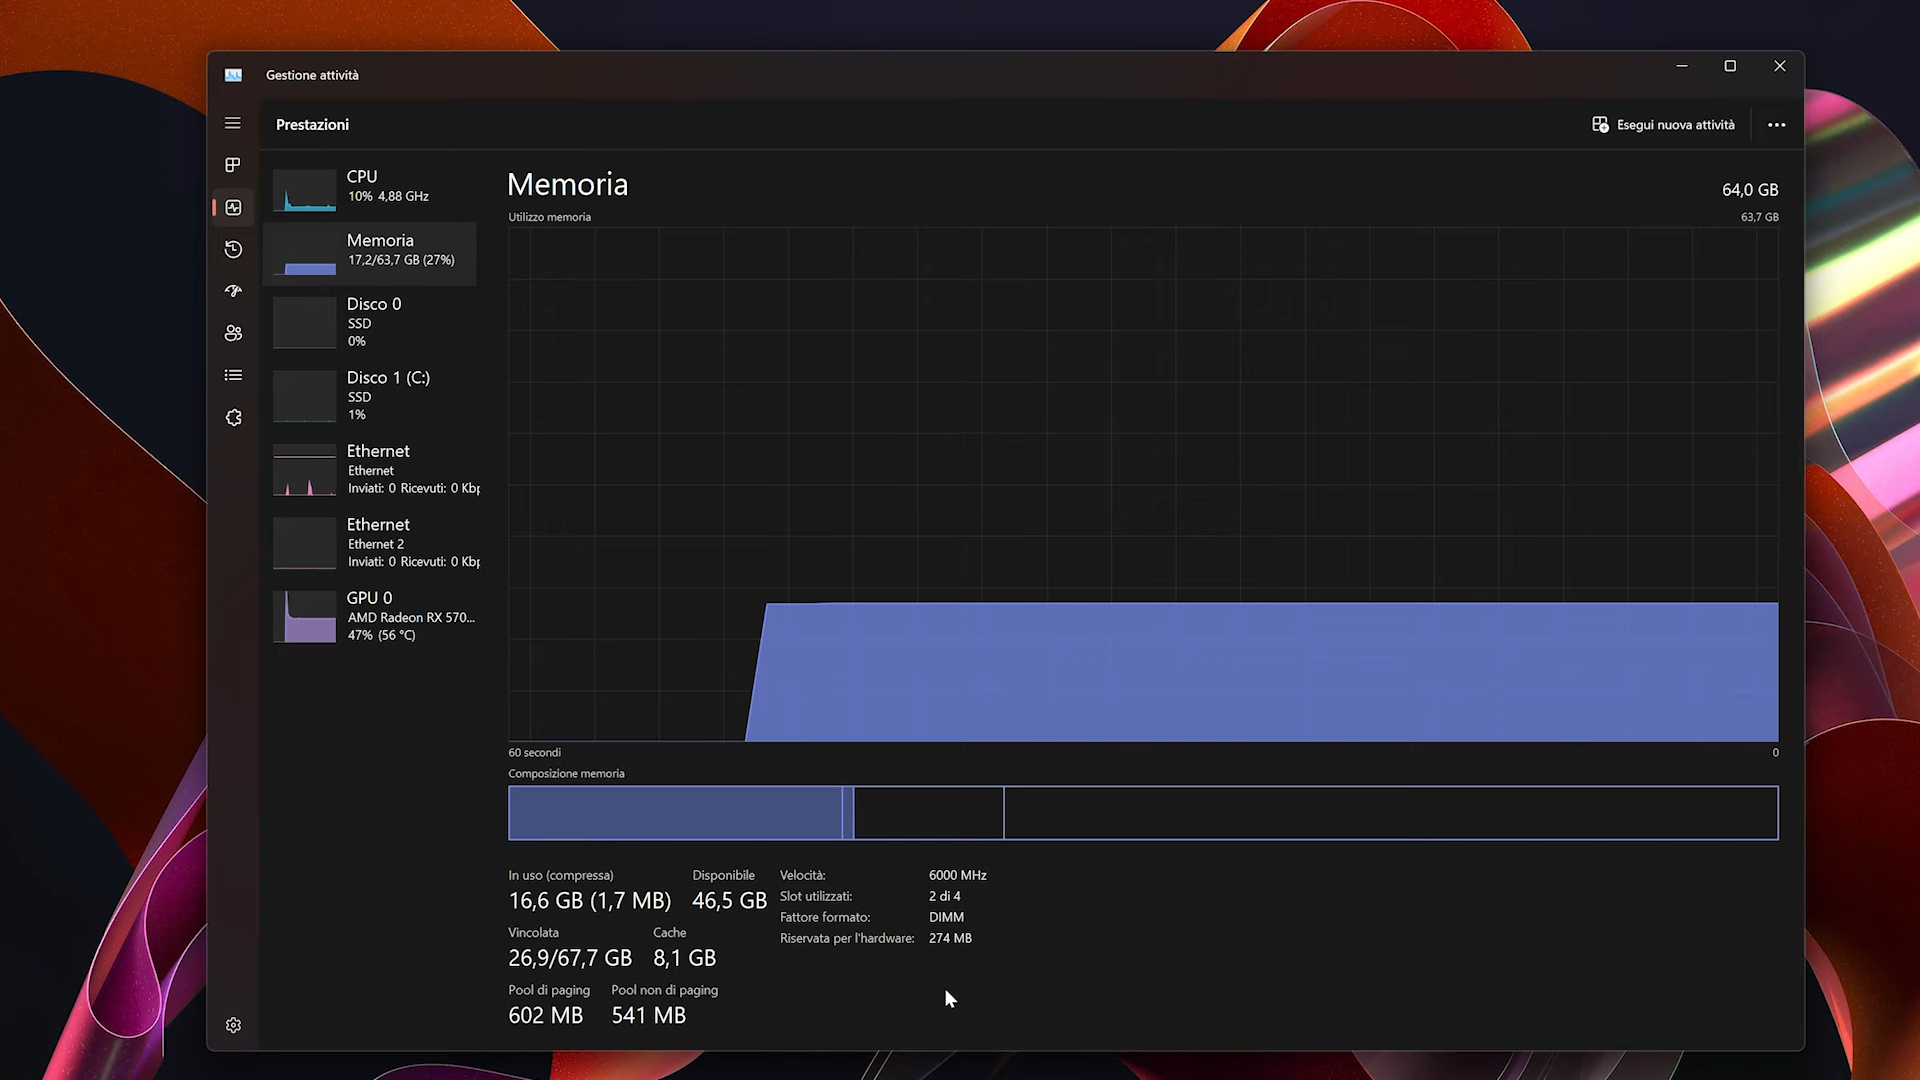 Gestione attività
Prestazioni
Esegui nuova attività
CPU
10% 4,88 GHz
Memoria
17,2/63,7 GB (27%)
Disco 0
SSD
0%
Disco 1 (C:)
SSD
1%
Ethernet
Ethernet
Inviati: 0 Ricevuti: 0 Kbp
Ethernet
Ethernet 2
Inviati: 0 Ricevuti: 0 Kbp
GPU 0
AMD Radeon RX 570...
47% (56 °C)
Memoria
64,0 GB
Utilizzo memoria
63,7 GB
60 secondi
0
Composizione memoria
In uso (compressa)
16,6 GB (1,7 MB)
Disponibile
46,5 GB
Vincolata
26,9/67,7 GB
Cache
8,1 GB
Pool di paging
602 MB
Pool non di paging
541 MB
Velocità: 6000 MHz
Slot utilizzati: 2 di 4
Fattore formato: DIMM
Riservata per l'hardware: 274 MB